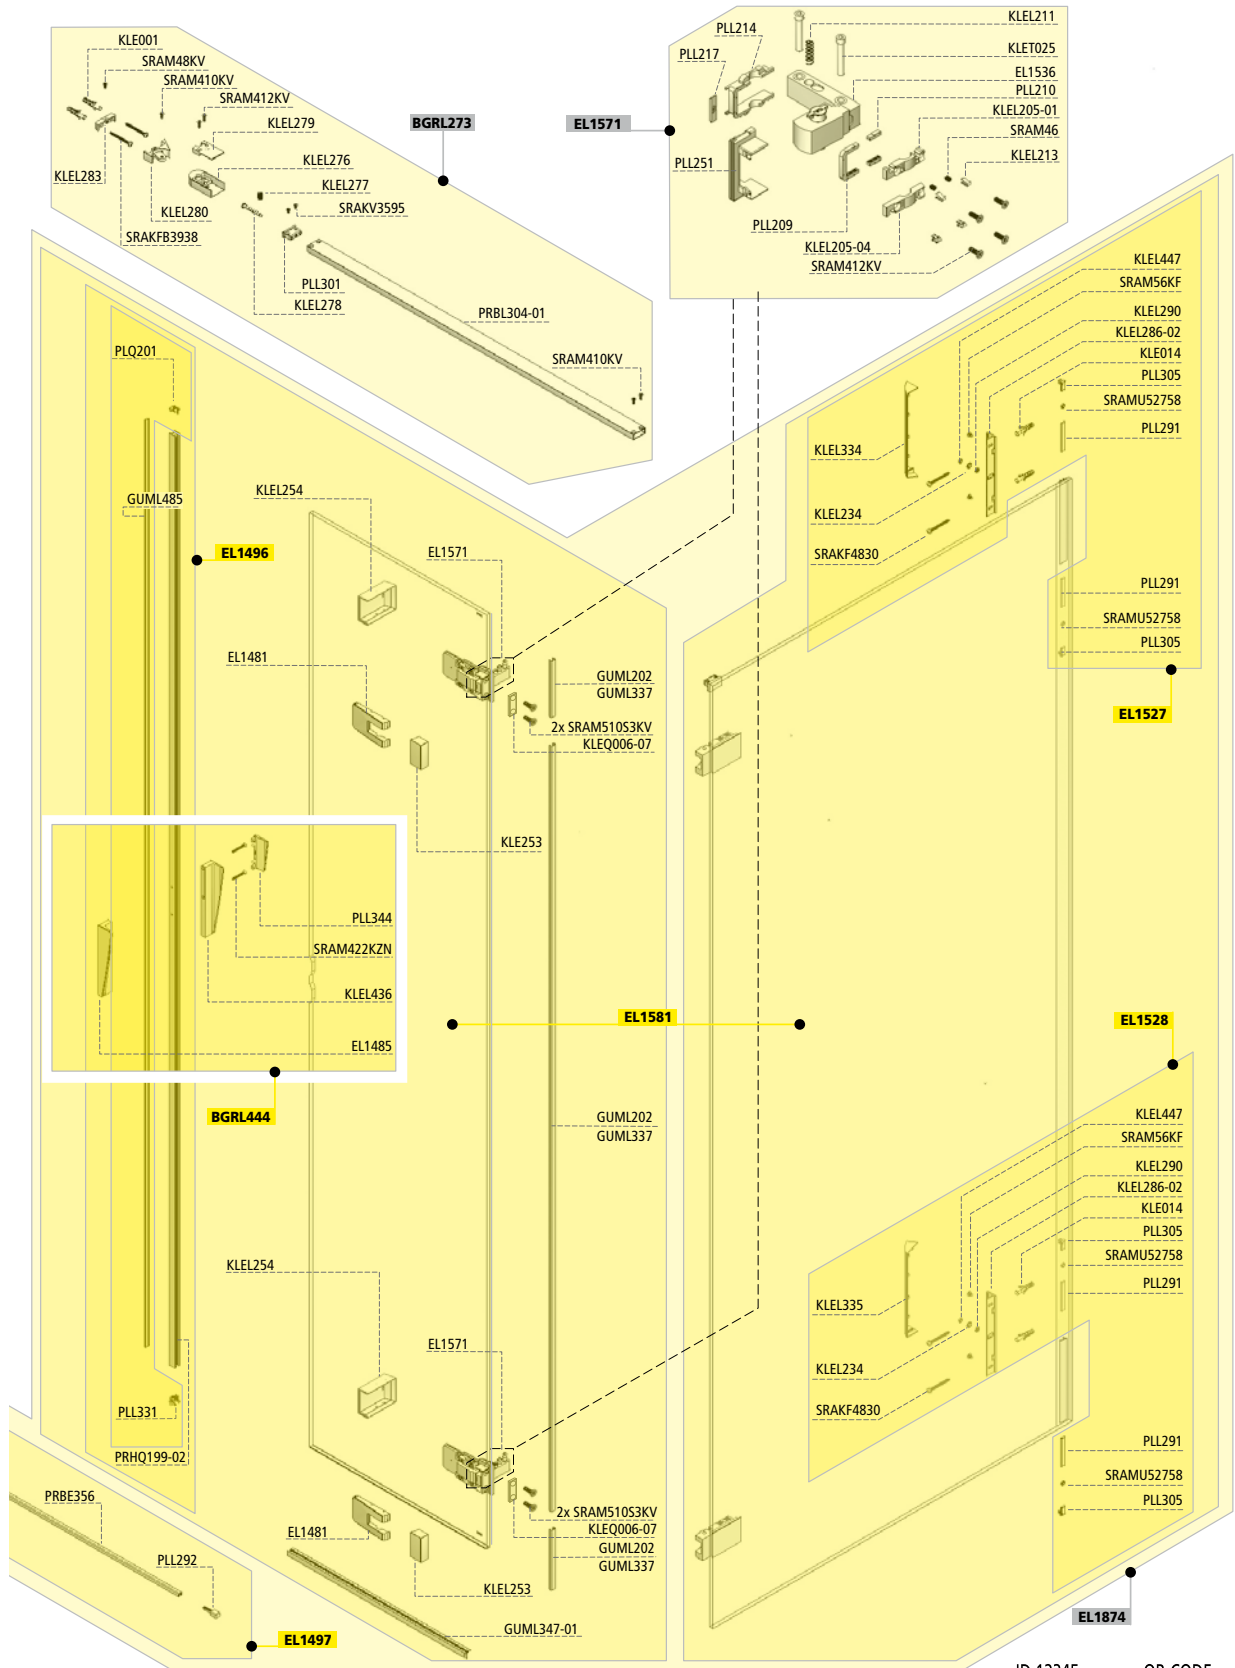 KLE001
SRAM48KV
SRAM410KV
SRAM412KV
KLEL279
KLEL276
KLEL277
SRAKV3595
KLEL283
KLEL280
SRAKFB3938
PLL301
KLEL278
PRBL304-01
SRAM410KV
BGRL273
EL1571
PLL214
PLL217
KLEL211
KLET025
EL1536
PLL210
KLEL205-01
SRAM46
KLEL213
PLL251
PLL209
KLEL205-04
SRAM412KV
KLEL447
SRAM56KF
KLEL290
KLEL286-02
KLE014
PLL305
SRAMU52758
PLL291
KLEL334
KLEL234
SRAKF4830
PLL291
SRAMU52758
PLL305
EL1527
PLQ201
GUML485
EL1496
KLEL254
EL1571
EL1481
GUML202
GUML337
2x SRAM510S3KV
KLEQ006-07
KLE253
PLL344
SRAM422KZN
KLEL436
EL1485
BGRL444
EL1581
EL1528
GUML202
GUML337
KLEL447
SRAM56KF
KLEL290
KLEL286-02
KLE014
PLL305
SRAMU52758
PLL291
KLEL335
KLEL234
SRAKF4830
KLEL254
EL1571
PLL331
PRHQ199-02
PLL291
SRAMU52758
PLL305
PRBE356
PLL292
EL1481
2x SRAM510S3KV
KLEQ006-07
GUML202
GUML337
KLEL253
GUML347-01
EL1497
EL1874
ID 12345
QR-CODE